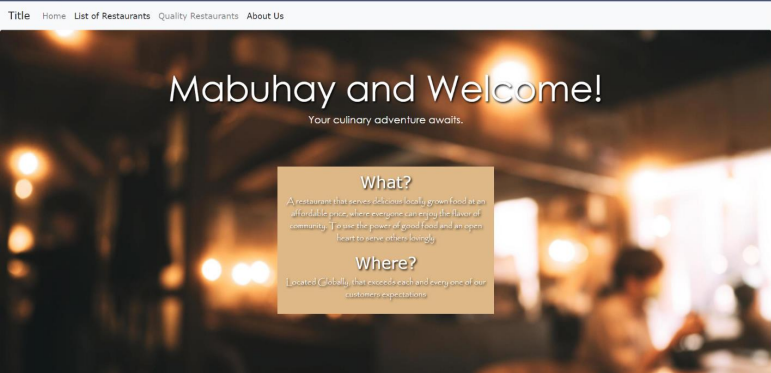 Title Home List of Restaurants Quality Restaurants About Us
Mabuhay and Welcome!
Your culinary adventure awaits.
What?
A restaurant that serves delicious locally grown food at an
affordable price, where everyone can enjoy the flavor of
community. To use the power of good food and an open
heart to serve others lovingly
Where?
Located Globally, that exceeds each and every one of our
customers expectations